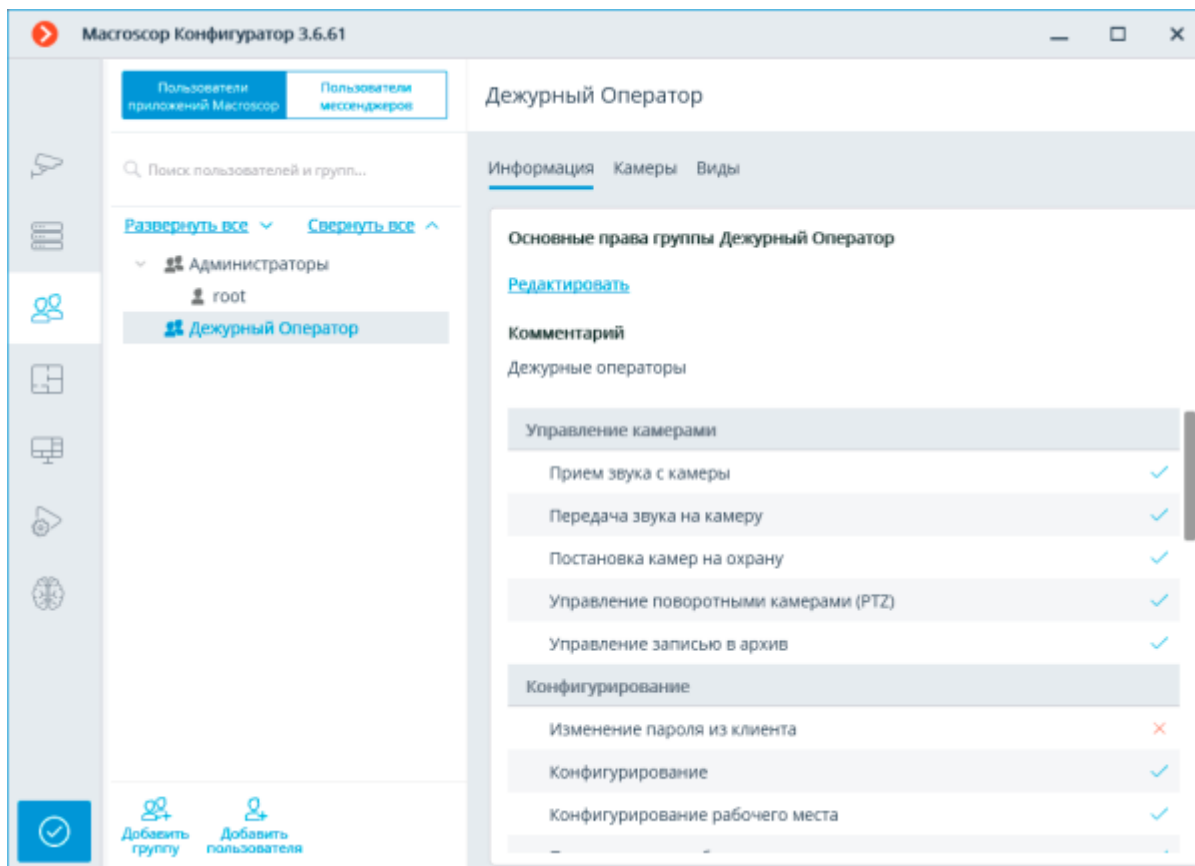 Macroscop Конфигуратор 3.6.61
Пользователи
приложений Macroscop
Пользователи
мессенджеров
Поиск пользователей и групп...
Развернуть все
Свернуть все
Администраторы
root
Дежурный Оператор
Добавить
группу
Добавить
пользователя
Дежурный Оператор
Информация Камеры Виды
Основные права группы Дежурный Оператор
Редактировать
Комментарий
Дежурные операторы
Управление камерами
Прием звука с камеры
Передача звука на камеру
Постановка камер на охрану
Управление поворотными камерами (PTZ)
Управление записью в архив
Конфигурирование
Изменение пароля из клиента
Конфигурирование
Конфигурирование рабочего места